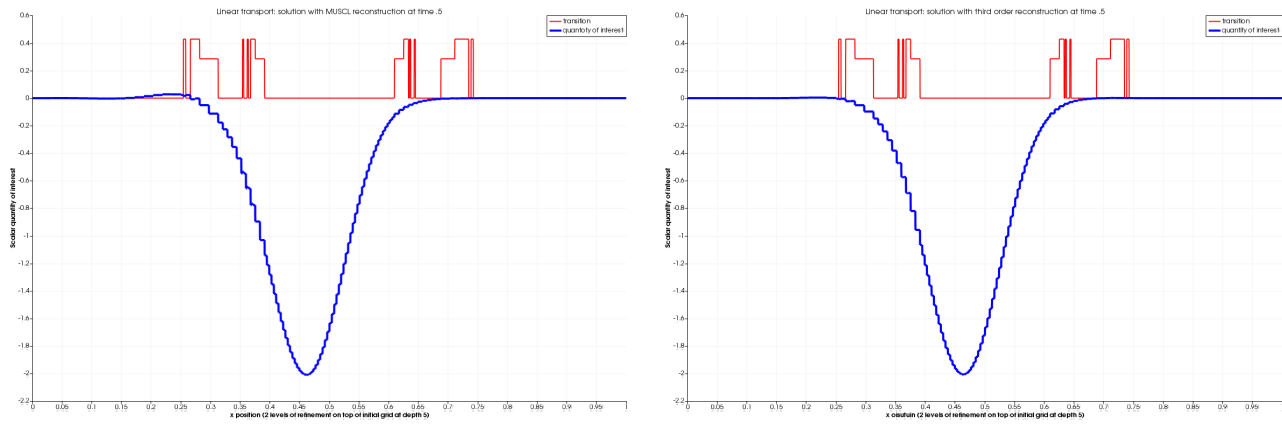 Linear transport: solution with MUSCL reconstruction at time .5
transition
quantoty of interest
Scalar quantity of interest
0.6
0.4
0.2
0
-0.2
-0.4
-0.6
-0.8
-1
-1.2
-1.4
-1.6
-1.8
-2
-2.2
0 0.05 0.1 0.15 0.2 0.25 0.3 0.35 0.4 0.45 0.5 0.55 0.6 0.65 0.7 0.75 0.8 0.85 0.9 0.95 1
x position (2 levels of refinement on top of initial grid at depth 5)
Linear transport: solution with third order reconstruction at time .5
transition
quantity of interest
Scalar quantity of interest
0.6
0.4
0.2
0
-0.2
-0.4
-0.6
-0.8
-1
-1.2
-1.4
-1.6
-1.8
-2
-2.2
0 0.05 0.1 0.15 0.2 0.25 0.3 0.35 0.4 0.45 0.5 0.55 0.6 0.65 0.7 0.75 0.8 0.85 0.9 0.95 1
x oisutuin (2 levels of refinement on top of initial grid at depth 5)